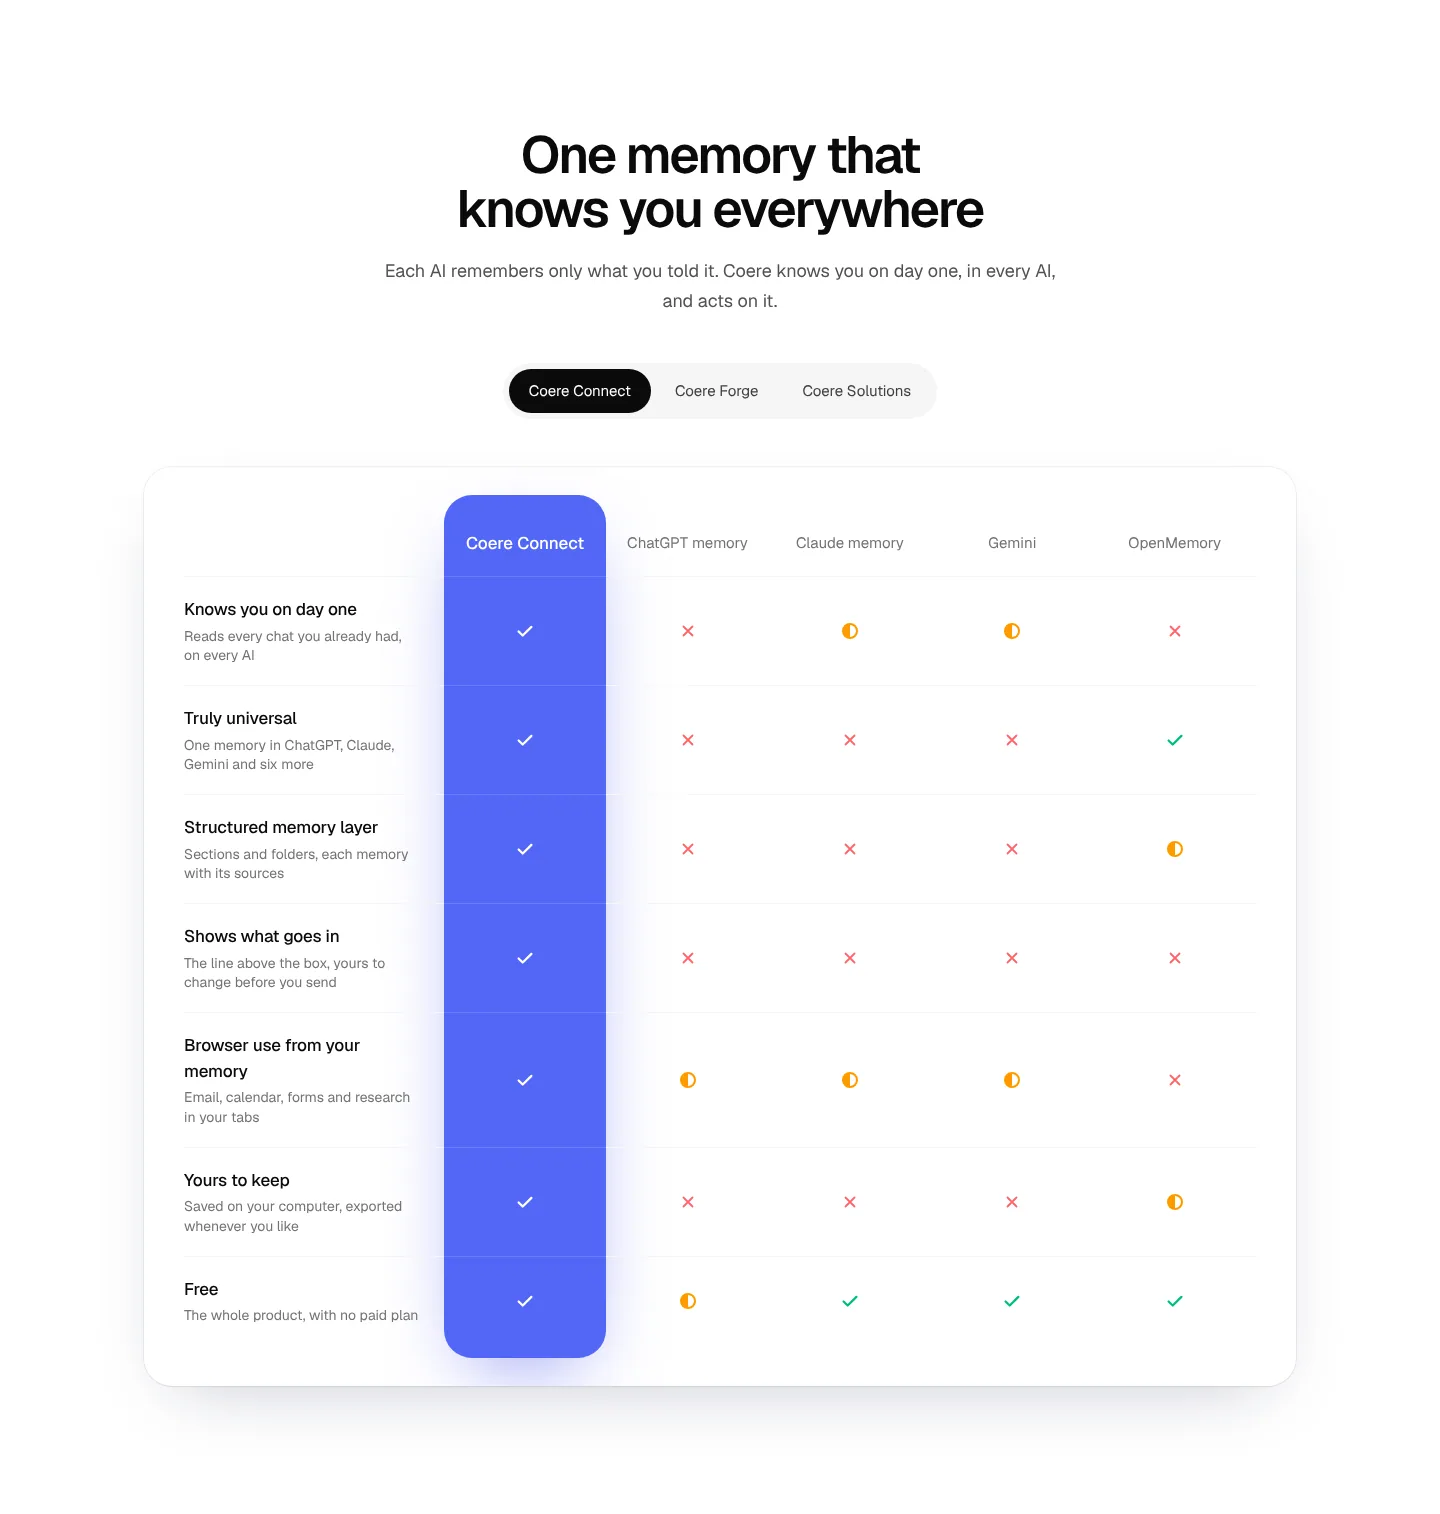 One memory that
knows you everywhere
Each AI remembers only what you told it. Coere knows you on day one, in every AI,
and acts on it.
Coere Connect
Coere Forge
Coere Solutions
Coere Connect
ChatGPT memory
Claude memory
Gemini
OpenMemory
Knows you on day one
Reads every chat you already had,
on every AI
Truly universal
One memory in ChatGPT, Claude,
Gemini and six more
Structured memory layer
Sections and folders, each memory
with its sources
Shows what goes in
The line above the box, yours to
change before you send
Browser use from your
memory
Email, calendar, forms and research
in your tabs
Yours to keep
Saved on your computer, exported
whenever you like
Free
The whole product, with no paid plan